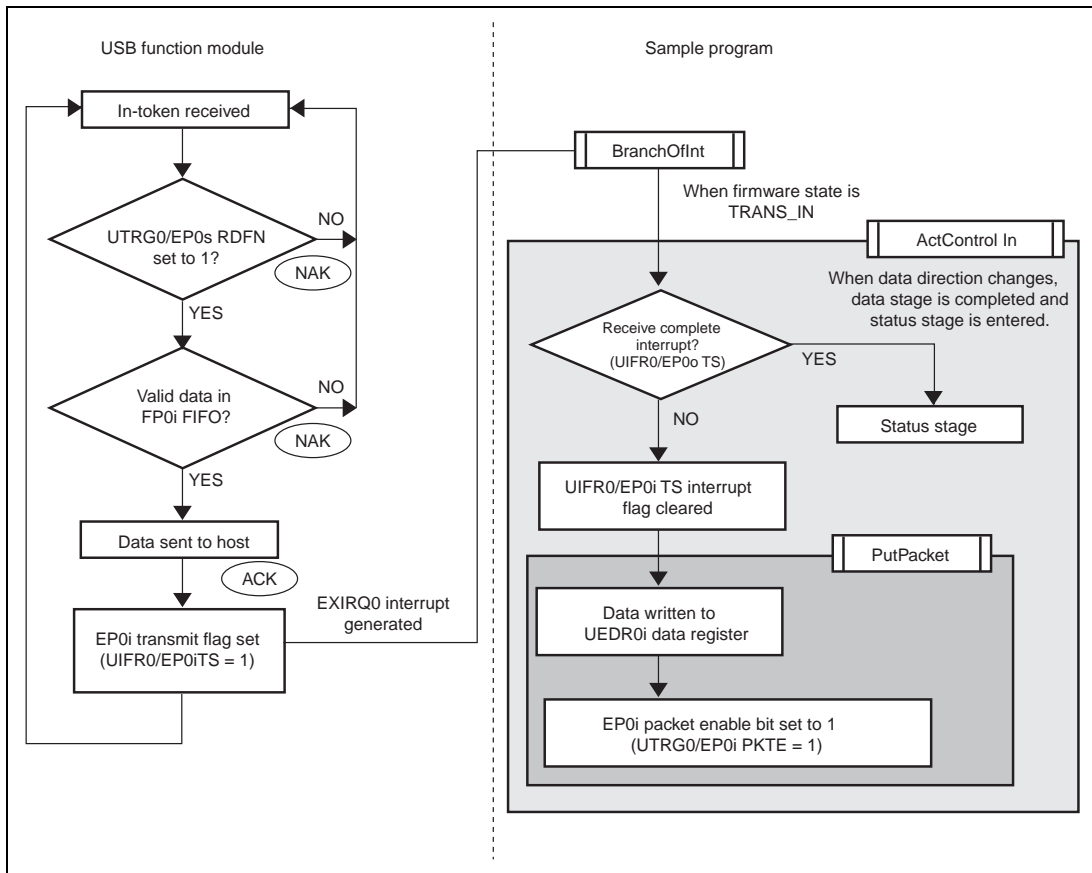 USB function module
Sample program
In-token received
UTRG0/EP0s RDFN
set to 1?
NO
NAK
YES
Valid data in
FP0i FIFO?
NO
NAK
YES
Data sent to host
ACK
EP0i transmit flag set
(UIFR0/EP0iTS = 1)
EXIRQ0 interrupt
generated
BranchOfInt
When firmware state is
TRANS_IN
ActControl In
When data direction changes,
data stage is completed and
status stage is entered.
Receive complete
interrupt?
(UIFR0/EP0o TS)
YES
NO
Status stage
UIFR0/EP0i TS interrupt
flag cleared
PutPacket
Data written to
UEDR0i data register
EP0i packet enable bit set to 1
(UTRG0/EP0i PKTE = 1)